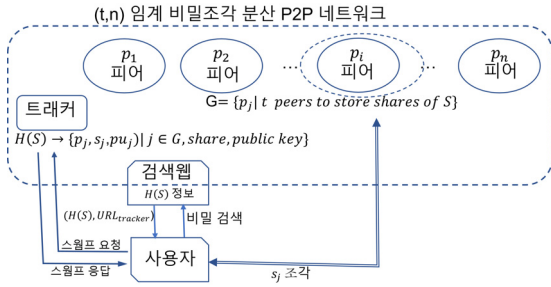 (t,n) 임계 비밀조각 분산 P2P 네트워크
p₁ 피어
p₂ 피어
...
pᵢ 피어
...
pₙ 피어
G= {pⱼ| t peers to store shares of S}
트래커
H(S) → {pⱼ, sⱼ,puⱼ)| j ∈ G, share, public key}
검색웹
H(S) 정보
(H(S), URL_tracker)
비밀 검색
스웜프 요청
사용자
스웜프 응답
sⱼ 조각